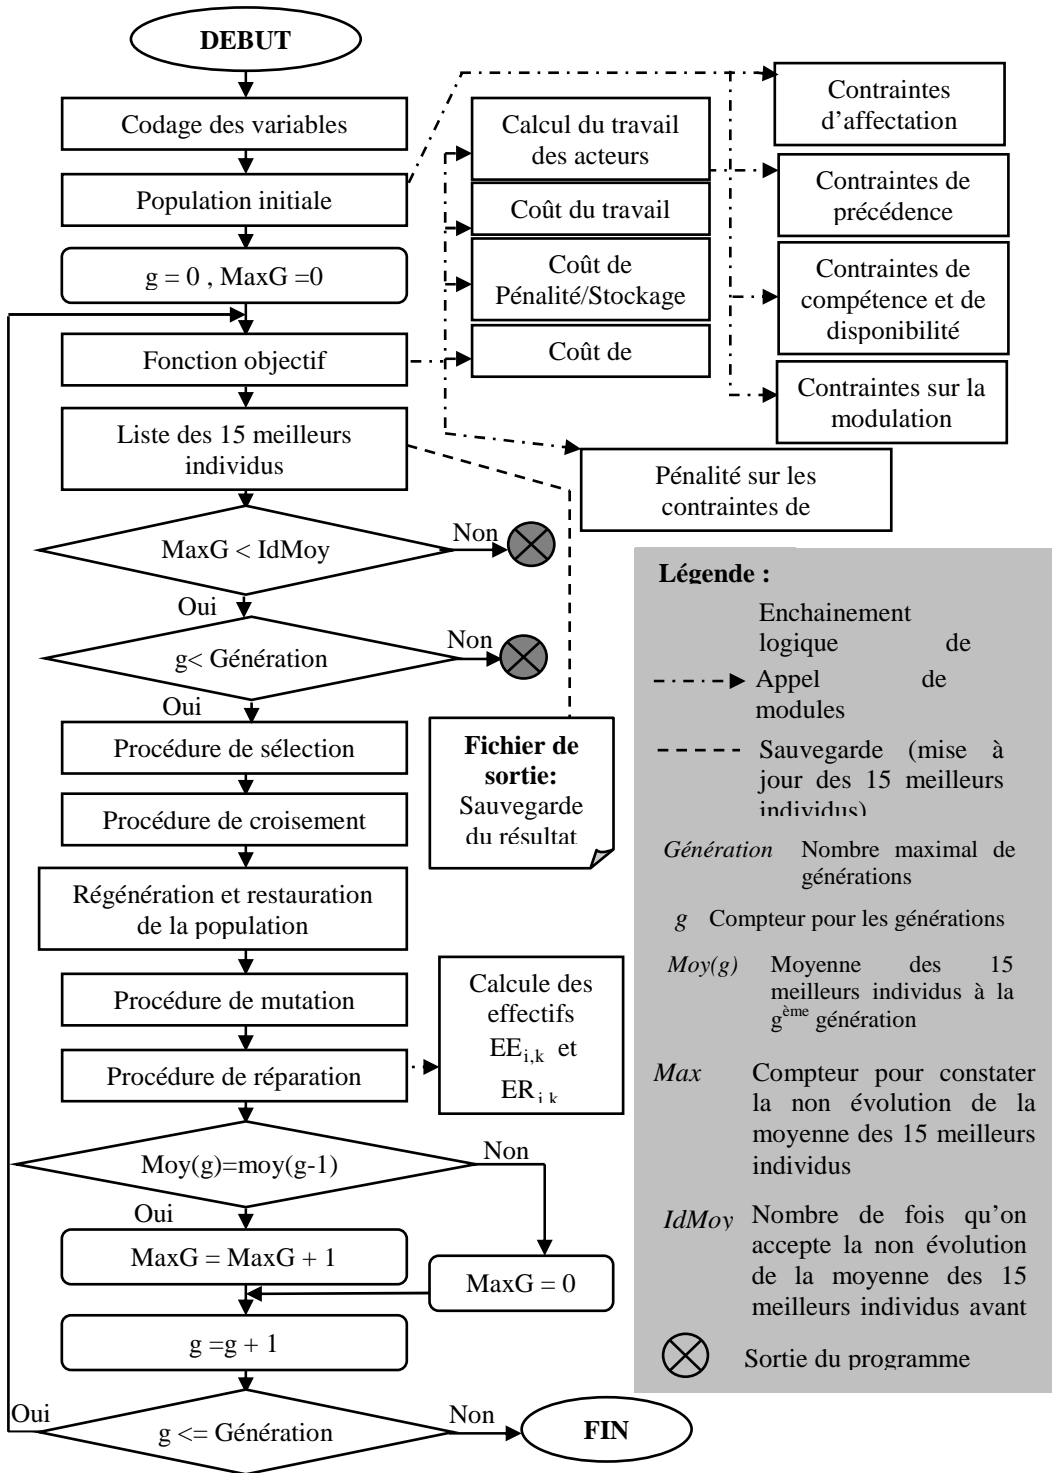 DEBUT
Codage des variables
Population initiale
g = 0 , MaxG =0
Fonction objectif
Liste des 15 meilleurs
individus
MaxG < IdMoy
Non
Oui
g< Génération
Non
Oui
Procédure de sélection
Procédure de croisement
Régénération et restauration
de la population
Procédure de mutation
Procédure de réparation
Moy(g)=moy(g-1)
Non
Oui
MaxG = MaxG + 1
MaxG = 0
g =g + 1
g <= Génération
Oui
Non
FIN
Calcul du travail
des acteurs
Coût du travail
Coût de
Pénalité/Stockage
Coût de
Pénalité sur les
contraintes de
Contraintes
d'affectation
Contraintes de
précédence
Contraintes de
compétence et de
disponibilité
Contraintes sur la
modulation
Fichier de
sortie:
Sauvegarde
du résultat
Calcule des
effectifs
EEi,k et
ERi,k
Légende :
Enchainement
logique de
Appel de
modules
Sauvegarde (mise à
jour des 15 meilleurs
individus)
Génération Nombre maximal de
générations
g Compteur pour les générations
Moy(g) Moyenne des 15
meilleurs individus à la
gème génération
Max Compteur pour constater
la non évolution de la
moyenne des 15 meilleurs
individus
IdMoy Nombre de fois qu'on
accepte la non évolution
de la moyenne des 15
meilleurs individus avant
Sortie du programme